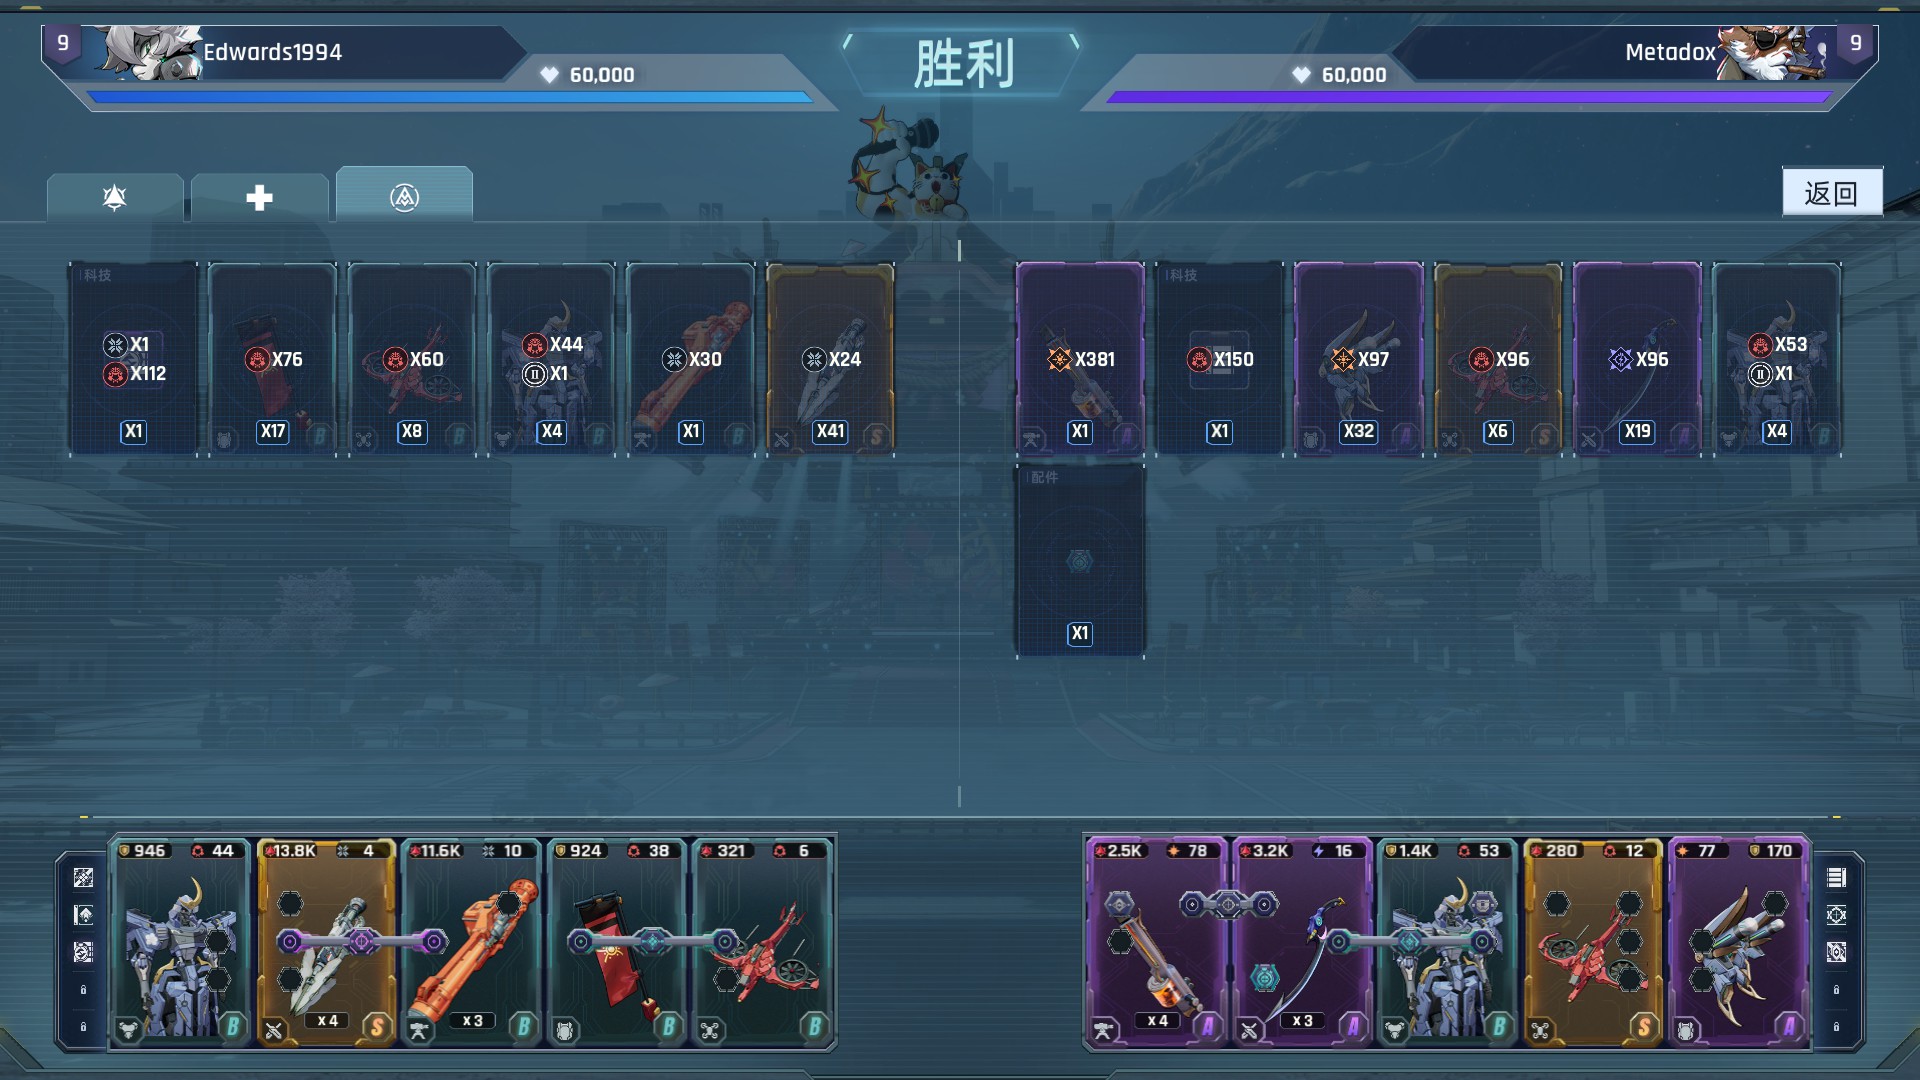 9
Edwards1994
60,000
胜利
60,000
Metadox
9
返回
科技
X1
X112
X1
X76
X17
B
X60
X8
B
X44
X1
X4
B
X30
X1
B
X24
X41
S
X381
X1
A
科技
X150
X1
X97
X32
A
X96
X6
S
X96
X19
A
X53
X1
X4
B
配件
X1
946 44
B
13.8K 4
x4
S
11.6K 10
x3
B
924 38
B
321 6
B
2.5K 78
x4
A
3.2K 16
x3
A
1.4K 53
B
280 12
S
77 170
A